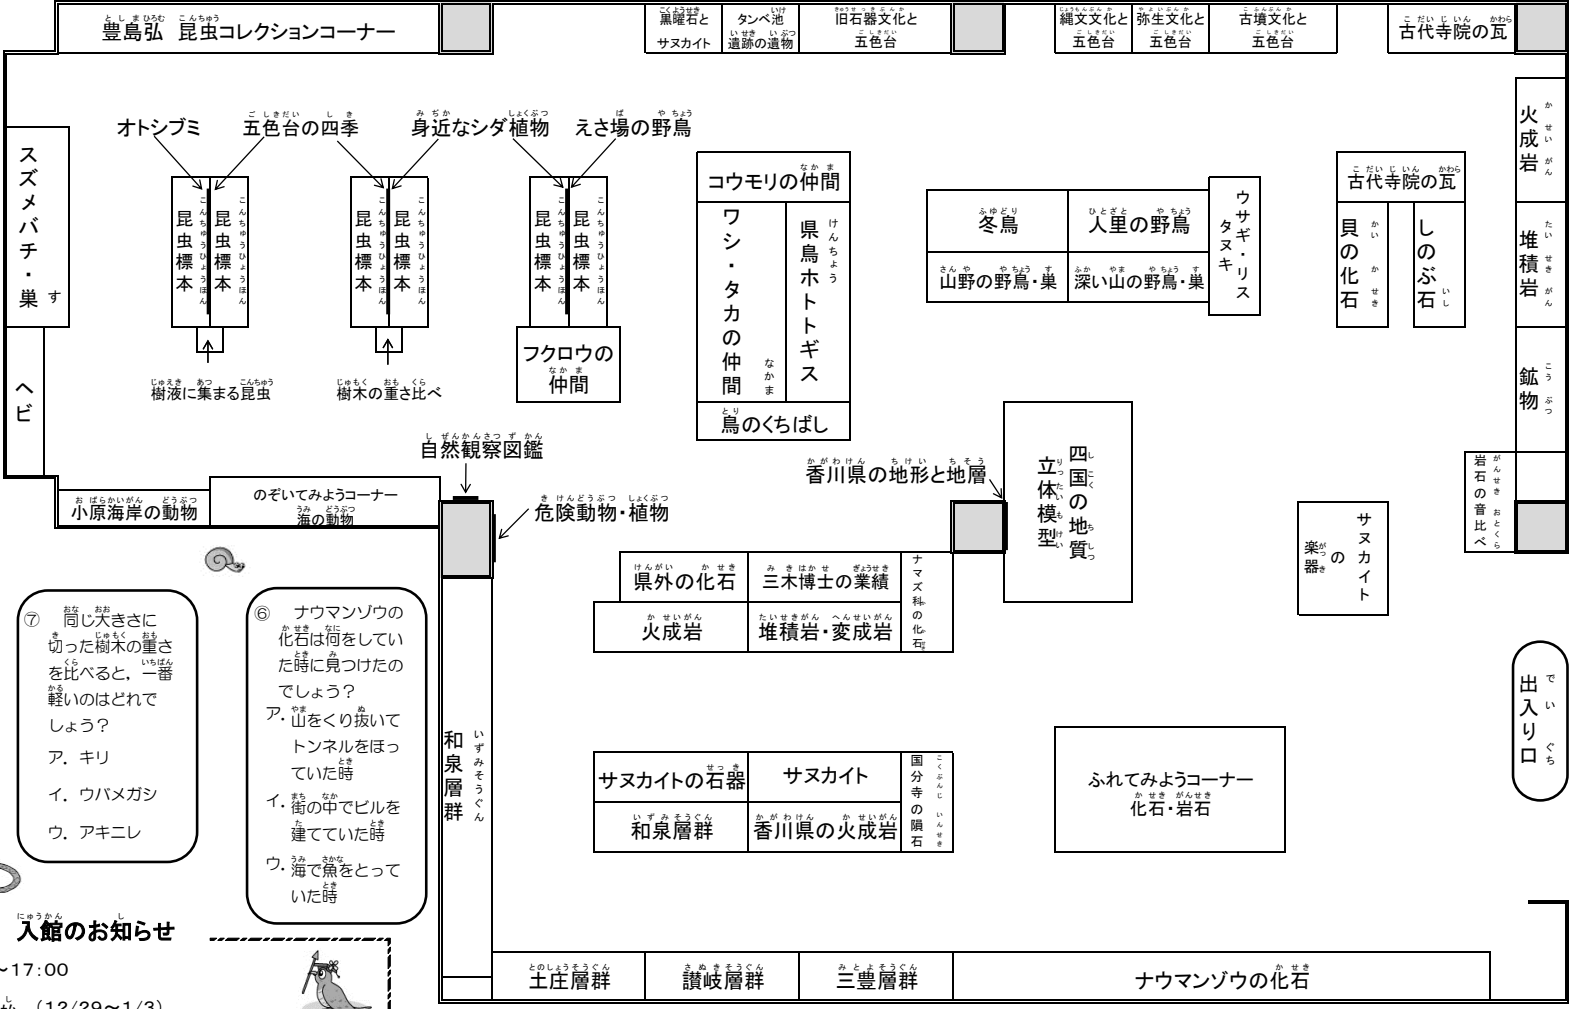 豊島弘　昆虫コレクションコーナー
黒曜石と
サヌカイト
タンベ池
遺跡の遺物
旧石器文化と
五色台
縄文文化と
五色台
弥生文化と
五色台
古墳文化と
五色台
古代寺院の瓦
オトシブミ
五色台の四季
身近なシダ植物
えさ場の野鳥
スズメバチ・巣
ヘビ
昆虫標本
昆虫標本
昆虫標本
昆虫標本
昆虫標本
昆虫標本
樹液に集まる昆虫
樹木の重さ比べ
フクロウの
仲間
コウモリの仲間
ワシ・タカの仲間
県鳥ホトトギス
鳥のくちばし
冬鳥
人里の野鳥
山野の野鳥・巣
深い山の野鳥・巣
ウサギ・リス
タヌキ
古代寺院の瓦
貝の化石
しのぶ石
火成岩
堆積岩
鉱物
岩石の音比べ
自然観察図鑑
危険動物・植物
小原海岸の動物
のぞいてみようコーナー
海の動物
香川県の地形と地層
四国の地質
立体模型
サヌカイト
の
楽器
県外の化石
三木博士の業績
火成岩
堆積岩・変成岩
ナマズ科の化石
サヌカイトの石器
サヌカイト
和泉層群
香川県の火成岩
国分寺の隕石
ふれてみようコーナー
化石・岩石
出入り口
和泉層群
土庄層群
讃岐層群
三豊層群
ナウマンゾウの化石
⑦　同じ大きさに
切った樹木の重さ
を比べると，一番
軽いのはどれで
しょう？
ア．キリ
イ．ウバメガシ
ウ．アキニレ
⑥　ナウマンゾウの
化石は何をしてい
た時に見つけたの
でしょう？
ア．山をくり抜いて
トンネルをほっ
ていた時
イ．街の中でビルを
建てていた時
ウ．海で魚をとって
いた時
入館のお知らせ
～17:00
（12/29～1/3）